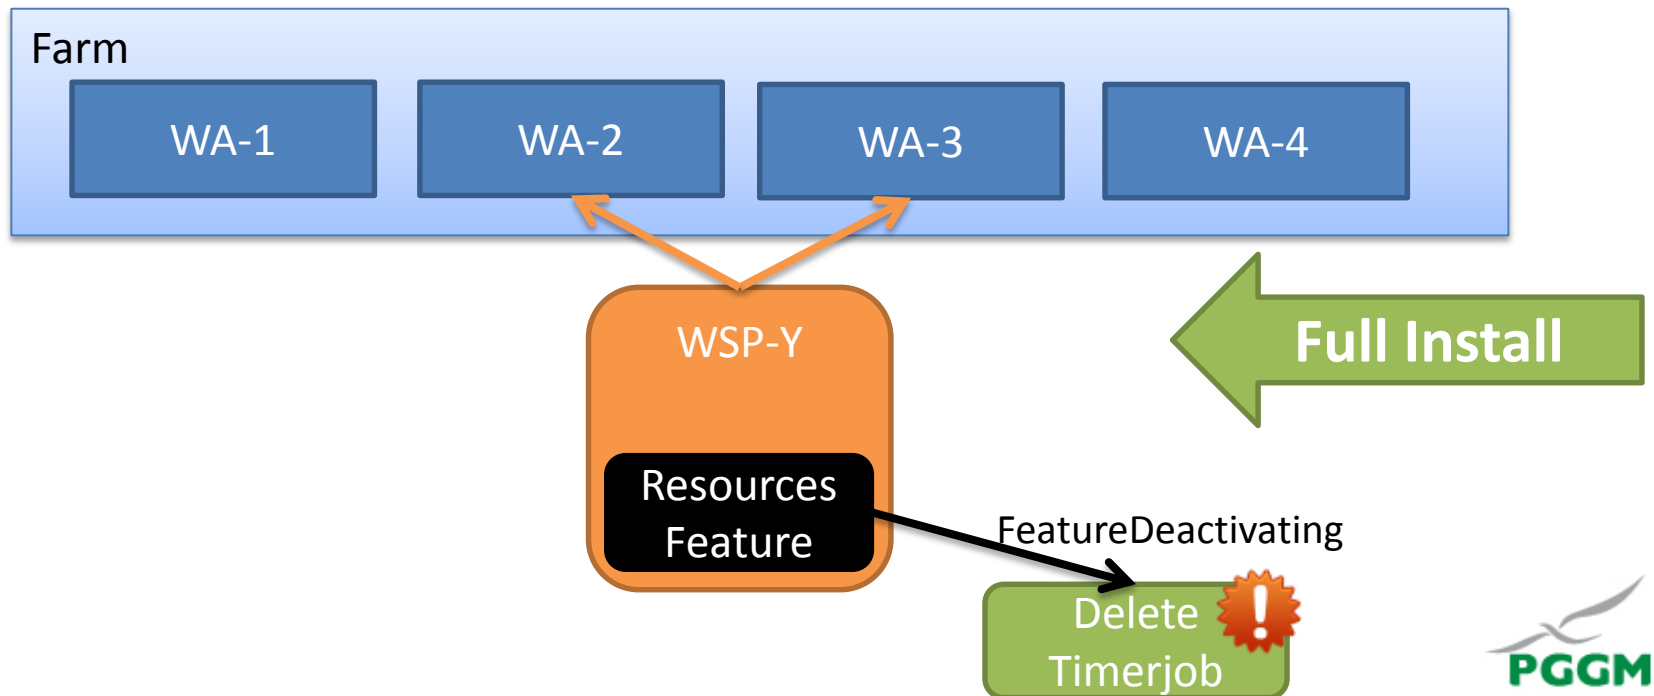 Farm
WA-1
WA-2
WA-3
WA-4
WSP-Y
Full Install
Resources
Feature
FeatureDeactivating
Delete
Timerjob
!
PGGM